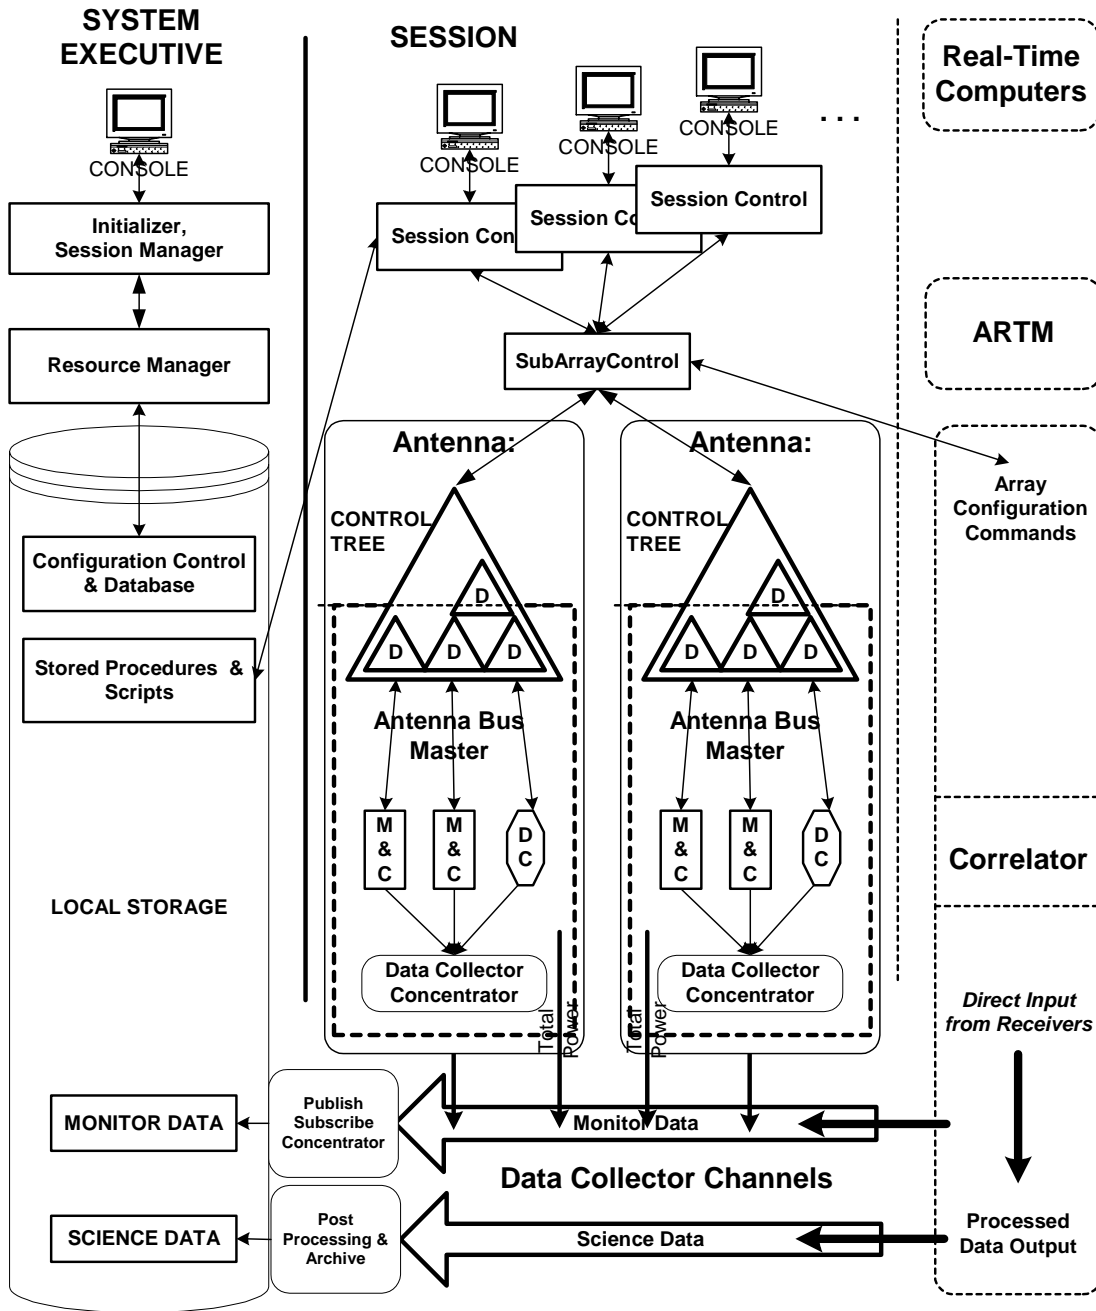 SYSTEM
EXECUTIVE
CONSOLE
Initializer,
Session Manager
Resource Manager
Configuration Control
& Database
Stored Procedures &
Scripts
LOCAL STORAGE
MONITOR DATA
SCIENCE DATA
SESSION
CONSOLE
CONSOLE
CONSOLE
. . .
Session Con
Session Co
Session Control
SubArrayControl
Antenna:
CONTROL
TREE
D
D
D
D
Antenna Bus
Master
M
&
C
M
&
C
D
C
Data Collector
Concentrator
Total
Power
Antenna:
CONTROL
TREE
D
D
D
D
Antenna Bus
Master
M
&
C
M
&
C
D
C
Data Collector
Concentrator
Total
Power
Publish
Subscribe
Concentrator
Monitor Data
Data Collector Channels
Post
Processing &
Archive
Science Data
Real-Time
Computers
ARTM
Array
Configuration
Commands
Correlator
Direct Input
from Receivers
Processed
Data Output